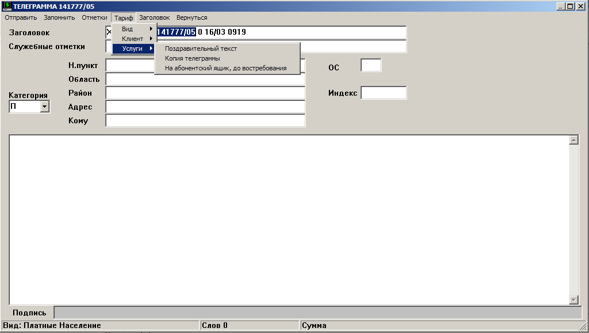 ТЕЛЕГРАММА 141777/05
Отправить Запомнить Отметки Тариф Заголовок Вернуться
Заголовок Х 141777/05 0 16/03 0919
Вид
Клиент
Служебные отметки Услуги Поздравительный текст
Копия телеграммы
На абонентский ящик, до востребования
Н.пункт ОС
Область
Категория Район Индекс
П Адрес
Кому
Подпись
Вид: Платные Население Слов 0 Сумма